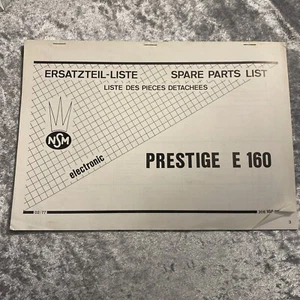 ERSATZTEIL-LISTE SPARE PARTS LIST
LISTE DES PIECES DETACHEES
NSM
electronic
PRESTIGE E 160